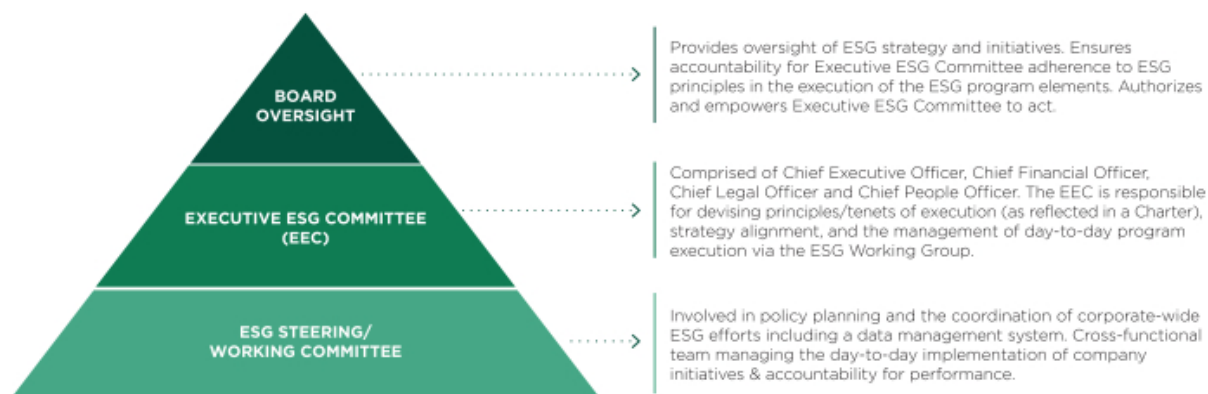 BOARD
OVERSIGHT
Provides oversight of ESG strategy and initiatives. Ensures
accountability for Executive ESG Committee adherence to ESG
principles in the execution of the ESG program elements. Authorizes
and empowers Executive ESG Committee to act.
EXECUTIVE ESG COMMITTEE
(EEC)
Comprised of Chief Executive Officer, Chief Financial Officer,
Chief Legal Officer and Chief People Officer. The EEC is responsible
for devising principles/tenets of execution (as reflected in a Charter),
strategy alignment, and the management of day-to-day program
execution via the ESG Working Group.
ESG STEERING/
WORKING COMMITTEE
Involved in policy planning and the coordination of corporate-wide
ESG efforts including a data management system. Cross-functional
team managing the day-to-day implementation of company
initiatives & accountability for performance.